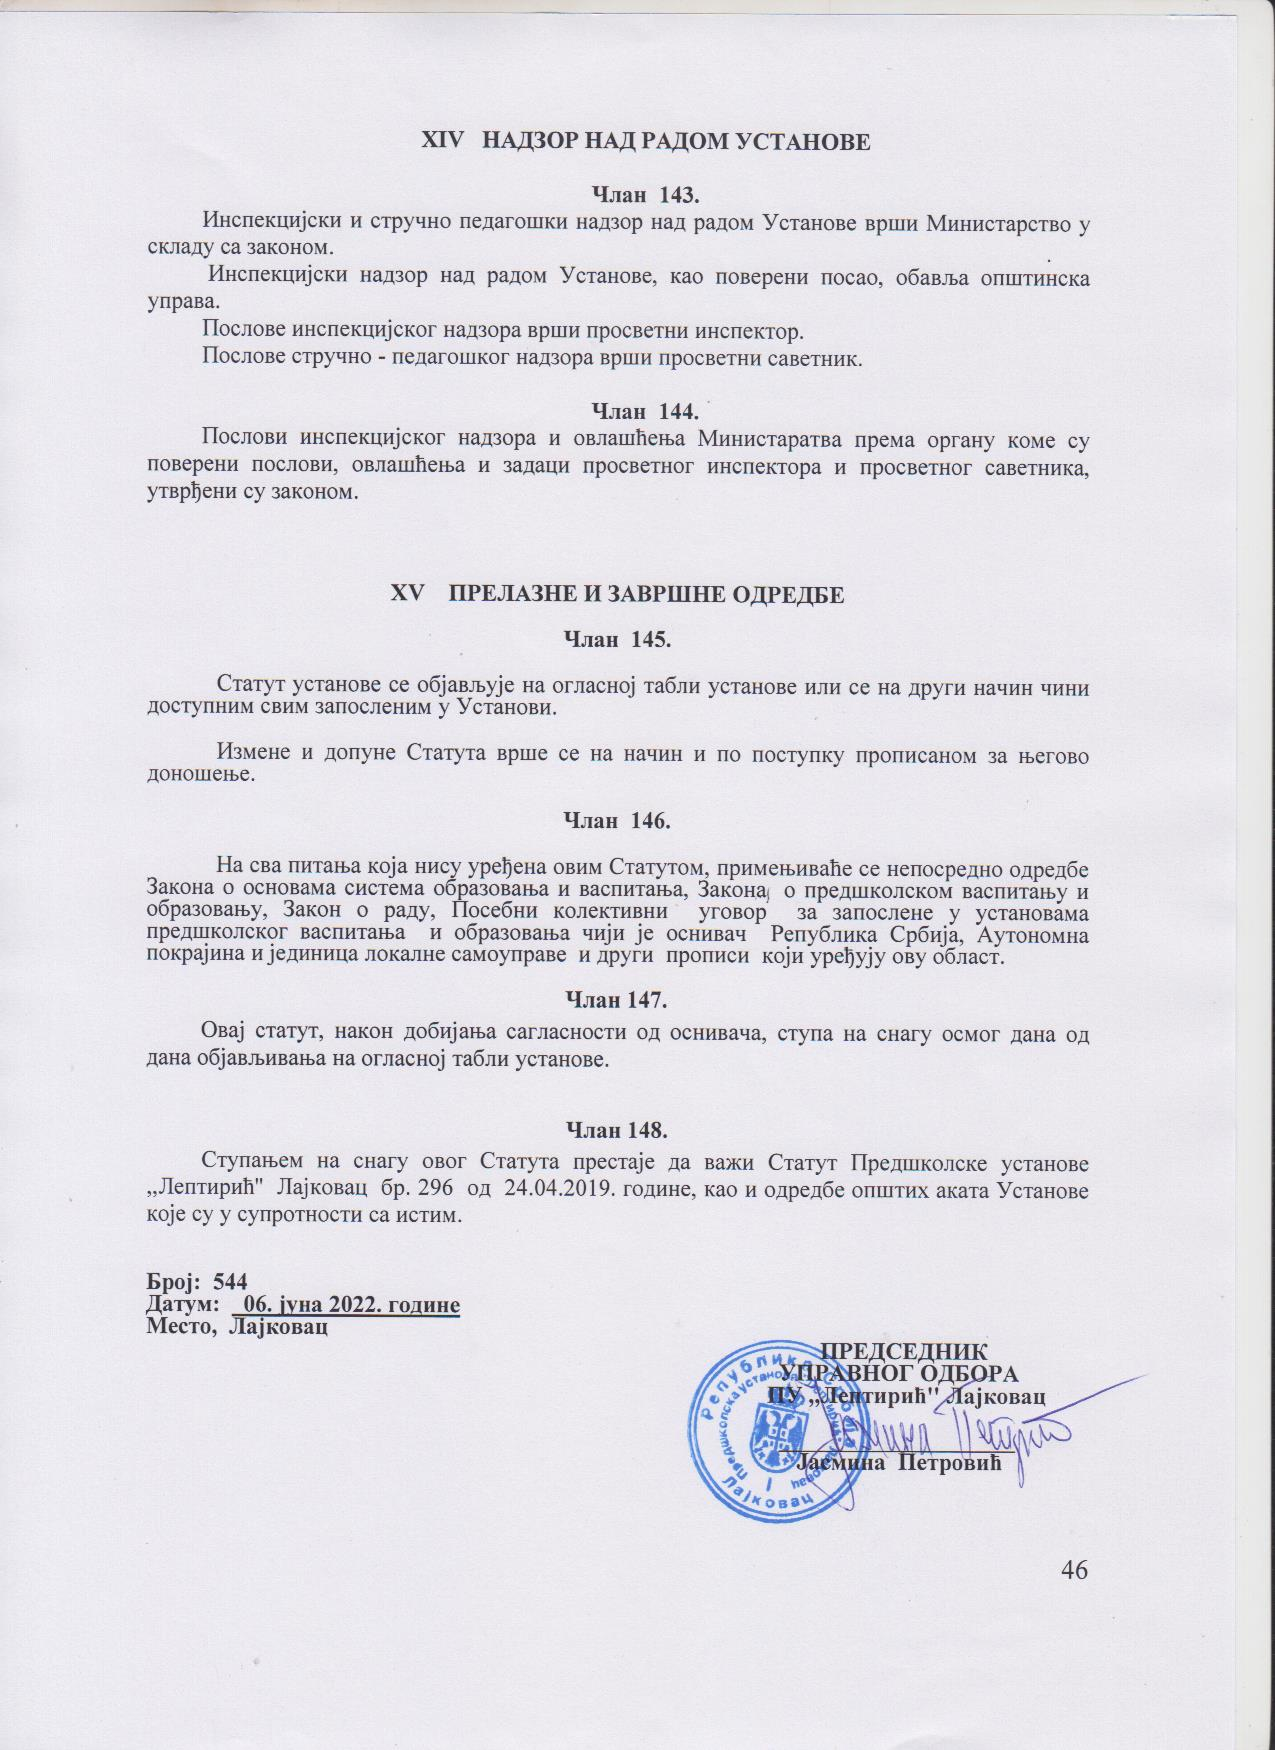 XIV НАДЗОР НАД РАДОМ УСТАНОВЕ
Члан 143.
Инспекцијски и стручно педагошки надзор над радом Установе врши Министарство у
складу са законом.
Инспекцијски надзор над радом Установе, као поверени посао, обавља општинска
управа.
Послове инспекцијског надзора врши просветни инспектор.
Послове стручно - педагошког надзора врши просветни саветник.
Члан 144.
Послови инспекцијског надзора и овлашћења Министаратва према органу коме су
поверени послови, овлашћења и задаци просветног инспектора и просветног саветника,
утврђени су законом.
XV ПРЕЛАЗНЕ И ЗАВРШНЕ ОДРЕДБЕ
Члан 145.
Статут установе се објављује на огласној табли установе или се на други начин чини
доступним свим запосленим у Установи.
Измене и допуне Статута врше се на начин и по поступку прописаном за његово
доношење.
Члан 146.
На сва питања која нису уређена овим Статутом, примењиваће се непосредно одредбе
Закона о основама система образовања и васпитања, Закона о предшколском васпитању и
образовању, Закон о раду, Посебни колективни уговор за запослене у установама
предшколског васпитања и образовања чији је оснивач Република Србија, Аутономна
покрајина и јединица локалне самоуправе и други прописи који уређују ову област.
Члан 147.
Овај статут, након добијања сагласности од оснивача, ступа на снагу осмог дана од
дана објављивања на огласној табли установе.
Члан 148.
Ступањем на снагу овог Статута престаје да важи Статут Предшколске установе
,,Лептирић" Лајковац бр. 296 од 24.04.2019. године, као и одредбе општих аката Установе
које су у супротности са истим.
Број: 544
Датум: 06. јуна 2022. године
Место, Лајковац
ПРЕДСЕДНИК
УПРАВНОГ ОДБОРА
ПУ ,,Лептирић" Лајковац
Јасмина Петровић
Јасмина Петровић
Република Србија
Предшколска установа "Лептирић" Лајковац
I
Лајковац
46